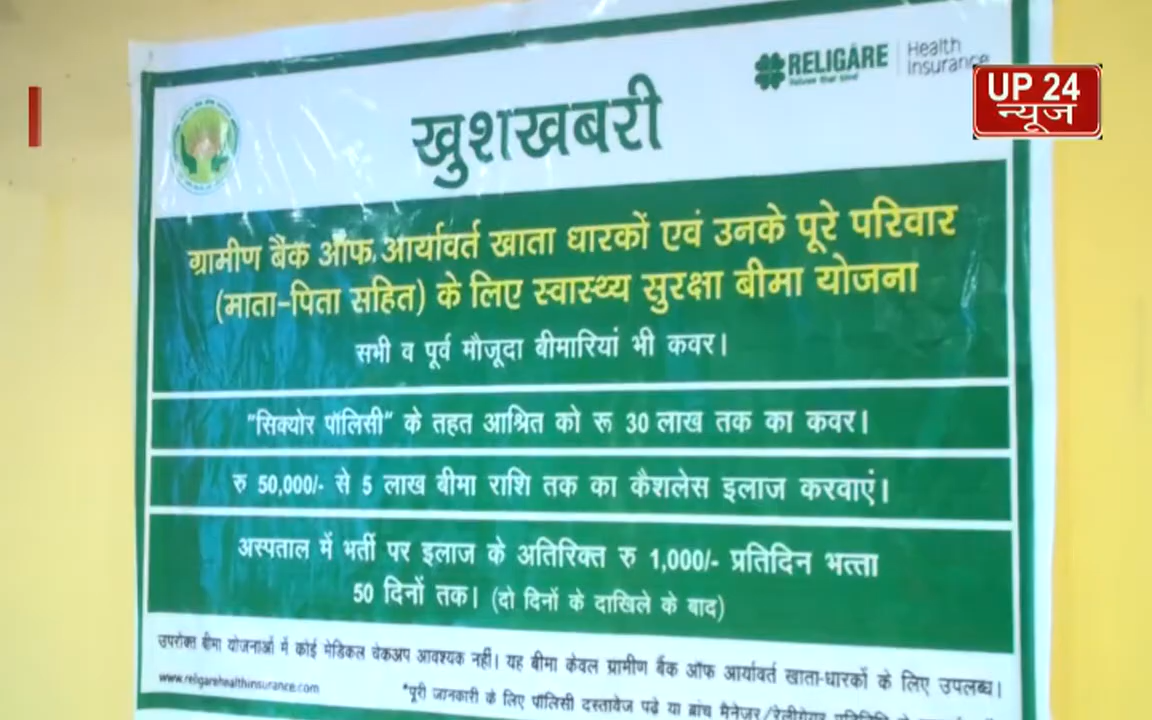 RELIGARE Health Insurance
UP 24
न्यूज
खुशखबरी
ग्रामीण बैंक ऑफ आर्यावर्त खाता धारकों एवं उनके पूरे परिवार
(माता-पिता सहित) के लिए स्वास्थ्य सुरक्षा बीमा योजना
सभी व पूर्व मौजूदा बीमारियां भी कवर।
"सिक्योर पॉलिसी" के तहत आश्रित को रू 30 लाख तक का कवर।
रु 50,000/- से 5 लाख बीमा राशि तक का कैशलेस इलाज करवाएं।
अस्पताल में भर्ती पर इलाज के अतिरिक्त रु 1,000/- प्रतिदिन भत्ता
50 दिनों तक। (दो दिनों के दाखिले के बाद)
उपरोक्त बीमा योजनाओं में कोई मेडिकल चेकअप आवश्यक नहीं। यह बीमा केवल ग्रामीण बैंक ऑफ आर्यावर्त खाता-धारकों के लिए उपलब्ध।
www.religarehealthinsurance.com
*पूरी जानकारी के लिए पॉलिसी दस्तावेज पढे या ब्रांच मैनेजर/रेलीगेयर